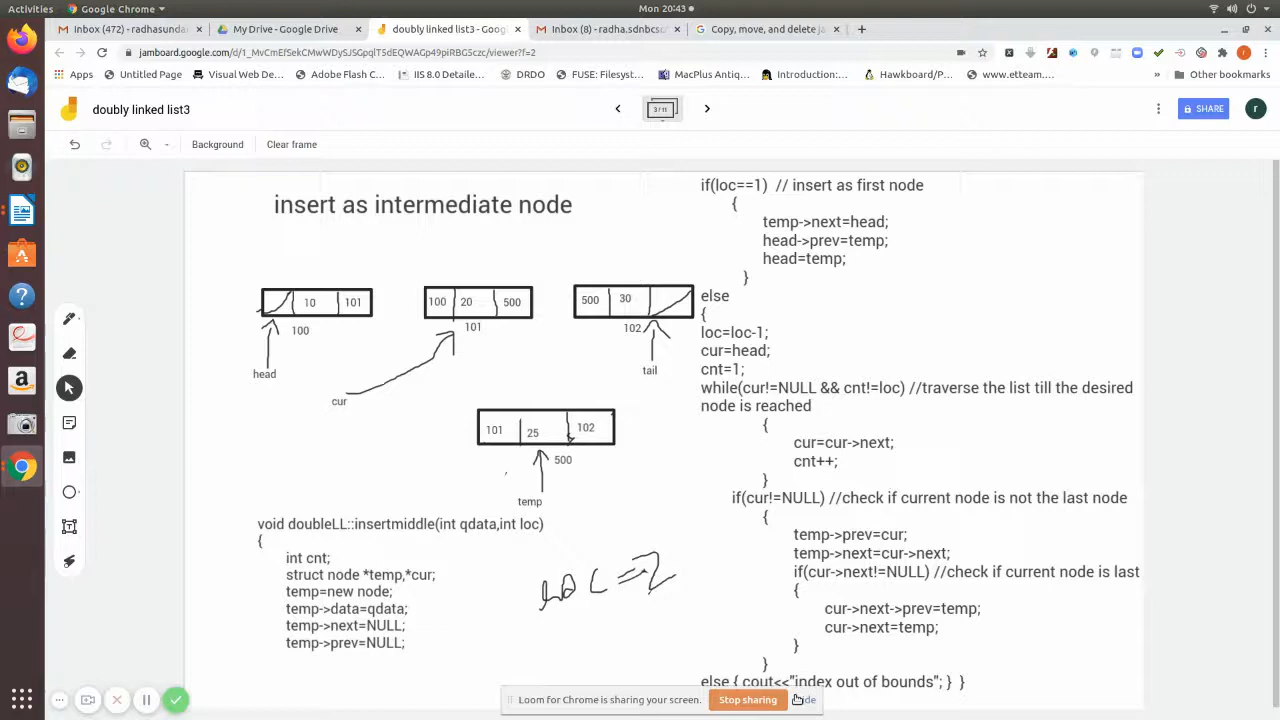 Activities
Google Chrome
Mon 20:43
Inbox (472) - radhasundar
My Drive - Google Drive
doubly linked list3 - Google
Inbox (8) - radha.sdnbcsc
Copy, move, and delete ja
Apps
Untitled Page
Visual Web De...
Adobe Flash C...
IIS 8.0 Detaile...
DRDO
FUSE: Filesyst...
MacPlus Antiq...
Introduction:...
Hawkboard/P...
www.etteam.c...
Other bookmarks
doubly linked list3
3 / 11
SHARE
r
Background
Clear frame
insert as intermediate node
10
101
100
20
500
500
30
100
101
102
head
cur
tail
101
25
102
500
temp
void doubleLL::insertmiddle(int qdata,int loc)
{
int cnt;
struct node *temp,*cur;
temp=new node;
temp->data=qdata;
temp->next=NULL;
temp->prev=NULL;
loc=2
if(loc==1) // insert as first node
{
temp->next=head;
head->prev=temp;
head=temp;
}
else
{
loc=loc-1;
cur=head;
cnt=1;
while(cur!=NULL && cnt!=loc) //traverse the list till the desired
node is reached
{
cur=cur->next;
cnt++;
}
if(cur!=NULL) //check if current node is not the last node
{
temp->prev=cur;
temp->next=cur->next;
if(cur->next!=NULL) //check if current node is last
{
cur->next->prev=temp;
cur->next=temp;
}
}
else { cout<<"index out of bounds"; } }
Loom for Chrome is sharing your screen.
Stop sharing